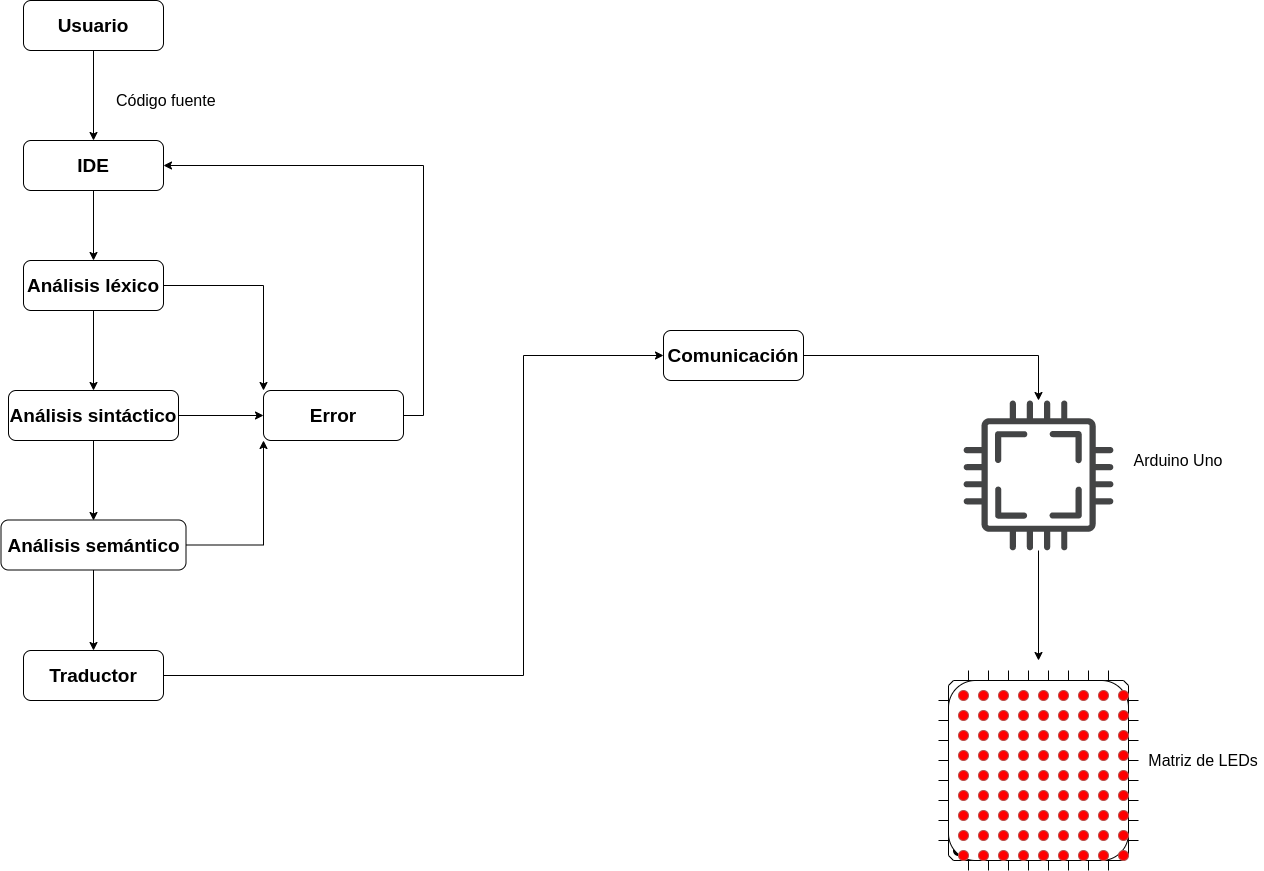 Usuario
Código fuente
IDE
Análisis léxico
Análisis sintáctico
Error
Análisis semántico
Traductor
Comunicación
Arduino Uno
Matriz de LEDs